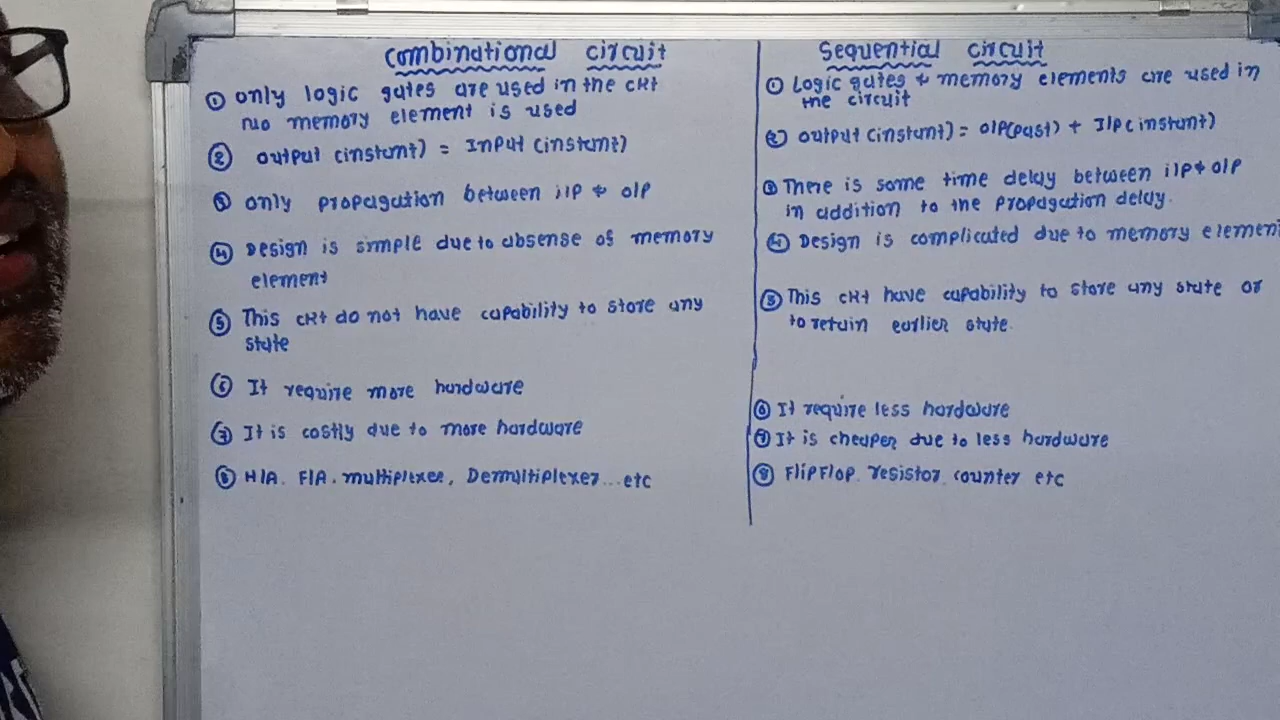 Combinational circuit
① only logic gates are used in the cкt
No memory element is used
② output (instant) = Input (instant)
③ only propagation between i/p & o/p
④ Design is simple due to absense of memory
element
⑤ This cкt do not have capability to store any
state
⑥ It require more hardware
⑦ It is costly due to more hardware
⑧ H/A. F/A. multiplexer, Demultiplexer...etc
Sequential circuit
① Logic gates & memory elements are used in
the circuit
② output (instant) = o/p(past) + I/p(instant)
③ There is some time delay between i/p & o/p
in addition to the propagation delay.
④ Design is complicated due to memory element
⑤ This cкt have capability to store any state or
to retain earlier state.
⑥ It require less hardware
⑦ It is cheaper due to less hardware
⑧ FlipFlop. resistor. counter etc